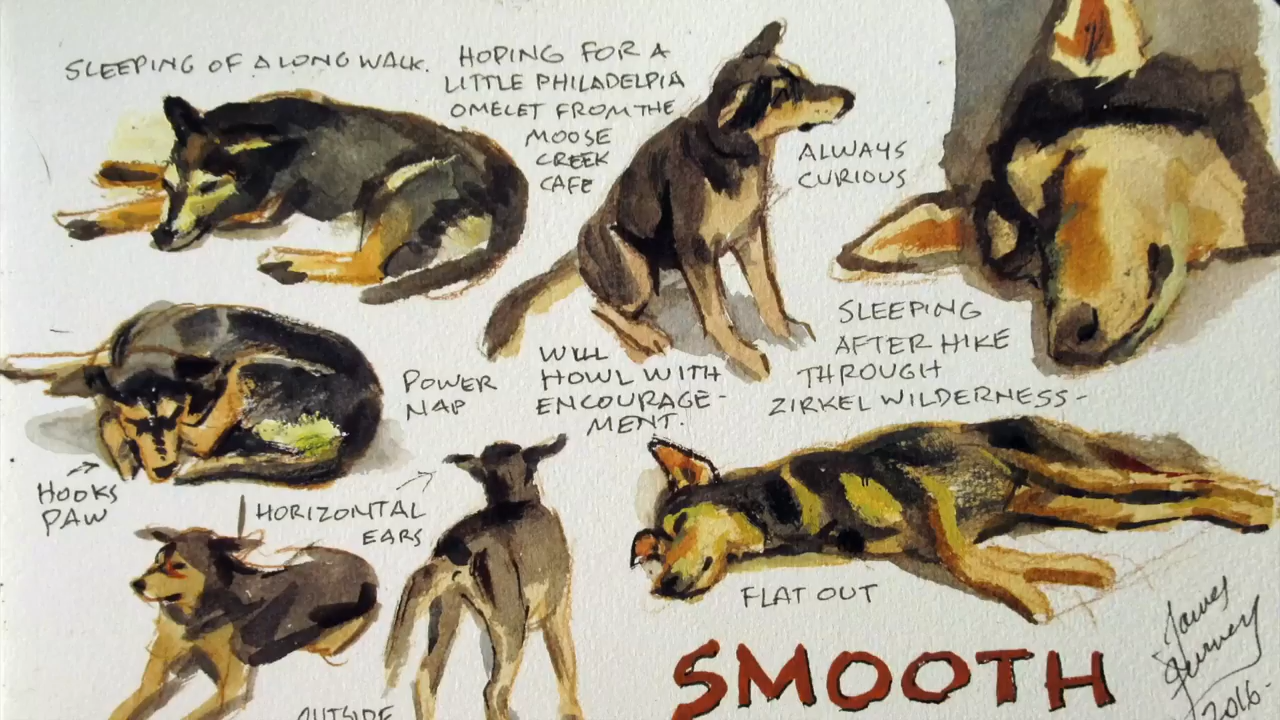 SLEEPING OF A LONG WALK.
HOPING FOR A
LITTLE PHILADELPIA
OMELET FROM THE
MOOSE
CREEK
CAFE
ALWAYS
CURIOUS
SLEEPING
AFTER HIKE
THROUGH
ZIRKEL WILDERNESS-
POWER
NAP
WILL
HOWL WITH
ENCOURAGE-
MENT.
HOOKS
PAW
HORIZONTAL
EARS
FLAT OUT
SMOOTH
James
Gurney
2016-
OUTSIDE